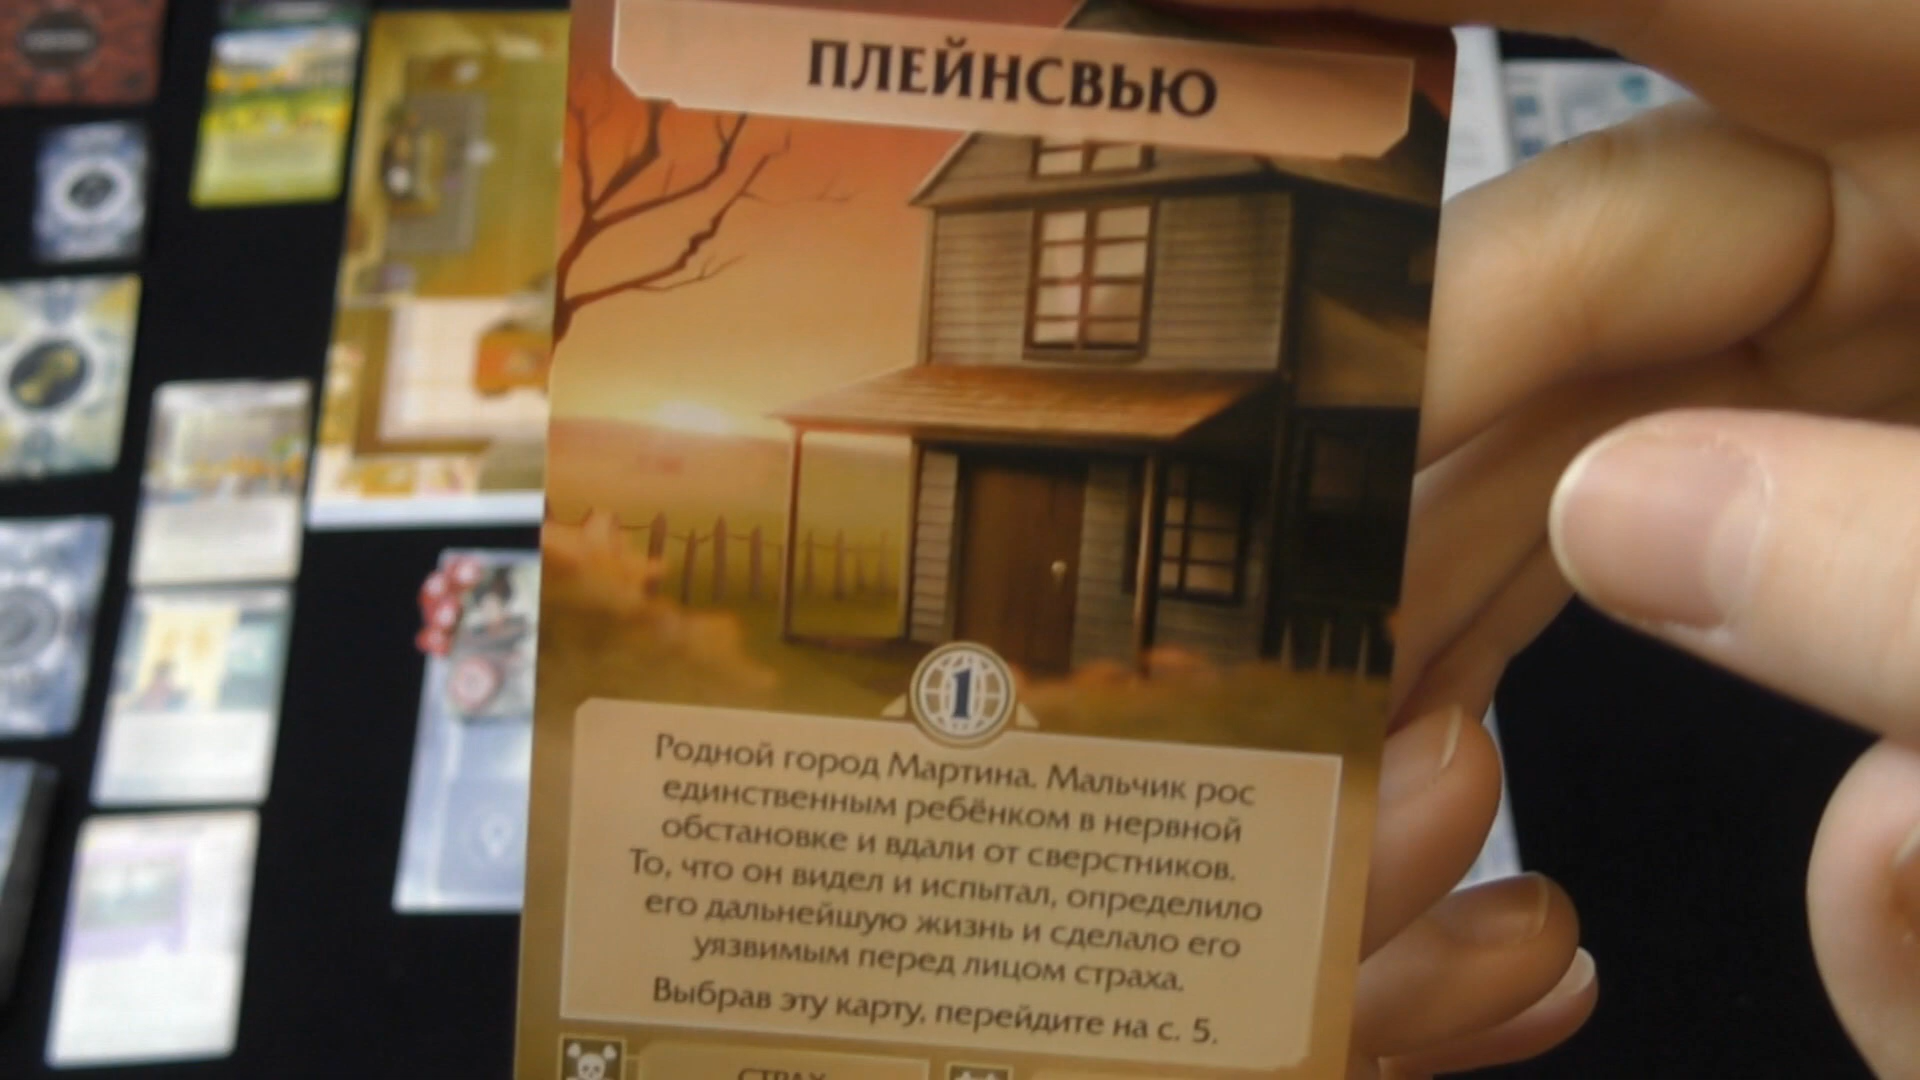 ПЛЕЙНСВЬЮ
1
Родной город Мартина. Мальчик рос
единственным ребёнком в нервной
обстановке и вдали от сверстников.
То, что он видел и испытал, определило
его дальнейшую жизнь и сделало его
уязвимым перед лицом страха.
Выбрав эту карту, перейдите на с. 5.
СТРАХ